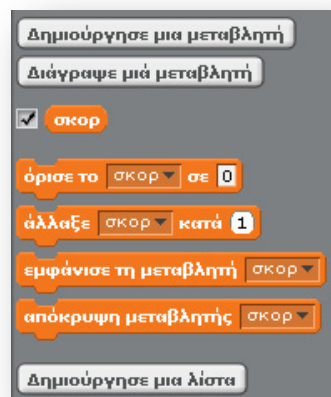 Δημιούργησε μια μεταβλητή
Διάγραψε μιά μεταβλητή
σκορ
όρισε το σκορ σε 0
άλλαξε σκορ κατά 1
εμφάνισε τη μεταβλητή σκορ
απόκρυψη μεταβλητής σκορ
Δημιούργησε μια λίστα